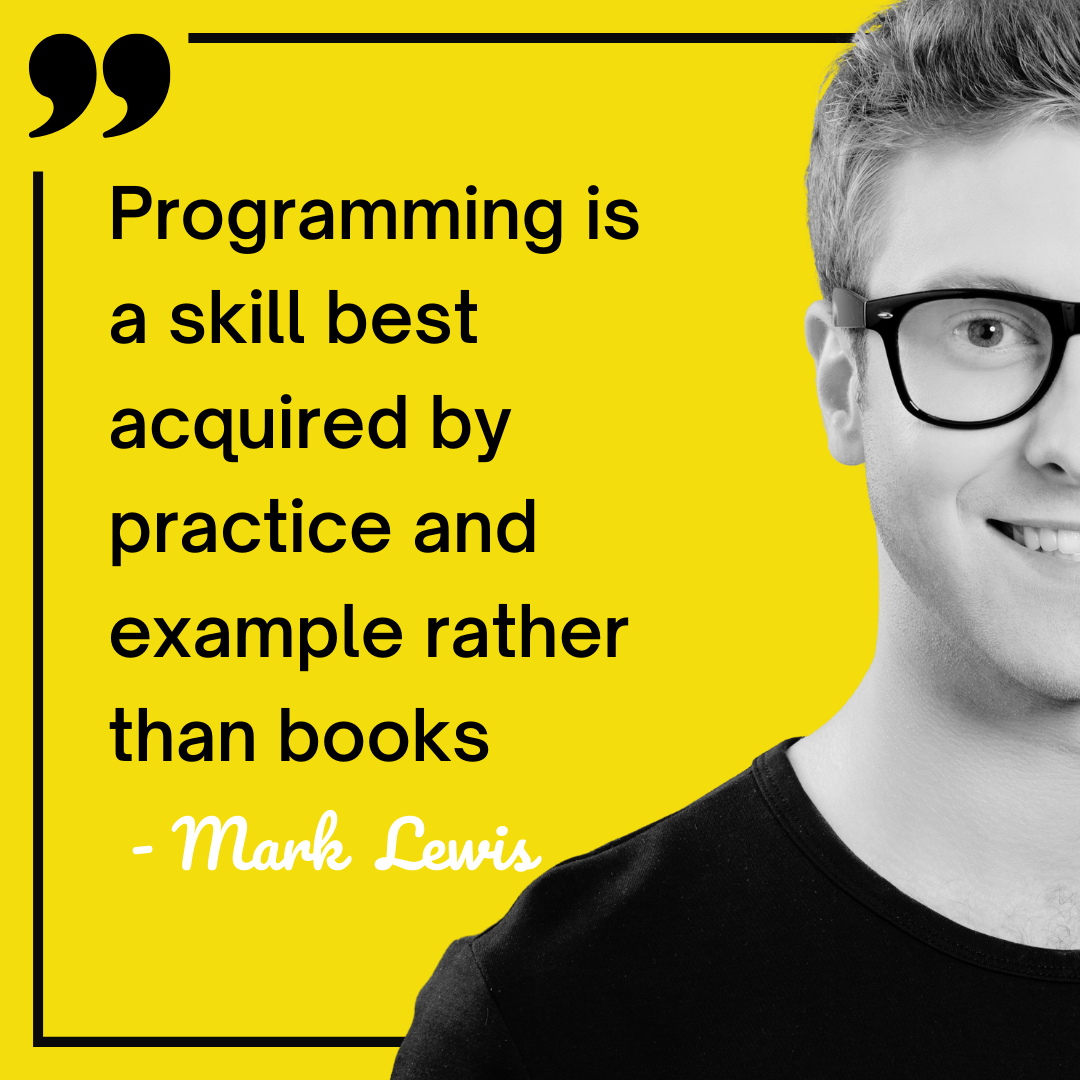 ”
Programming is
a skill best
acquired by
practice and
example rather
than books
- Mark Lewis